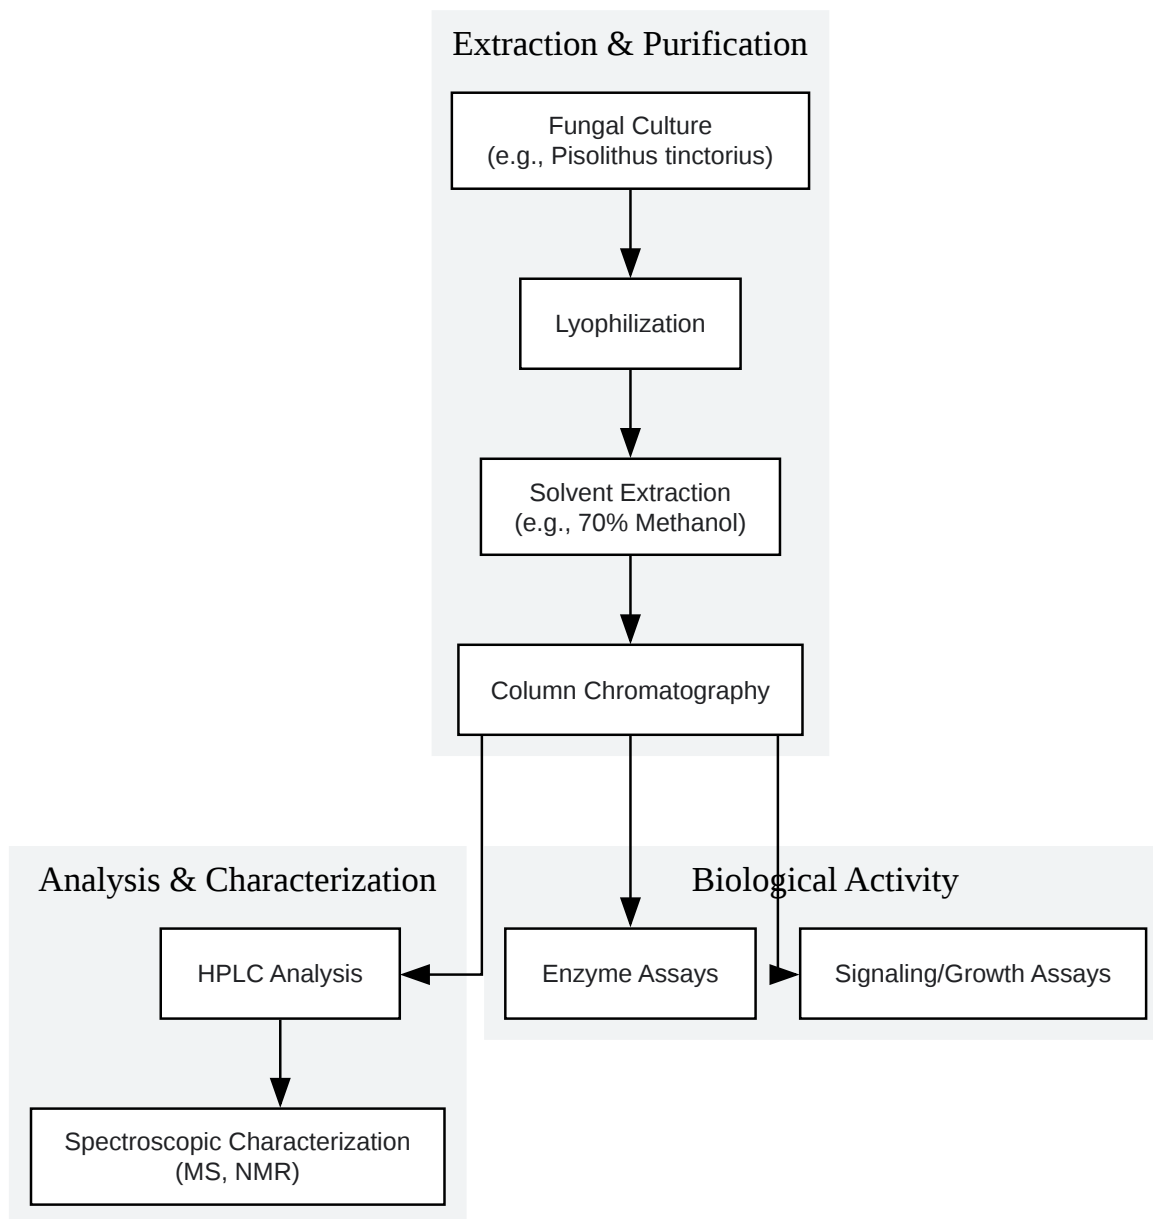 Extraction & Purification
Fungal Culture
(e.g., Pisolithus tinctorius)
Lyophilization
Solvent Extraction
(e.g., 70% Methanol)
Column Chromatography
Analysis & Characterization
HPLC Analysis
Spectroscopic Characterization
(MS, NMR)
Biological Activity
Enzyme Assays
Signaling/Growth Assays